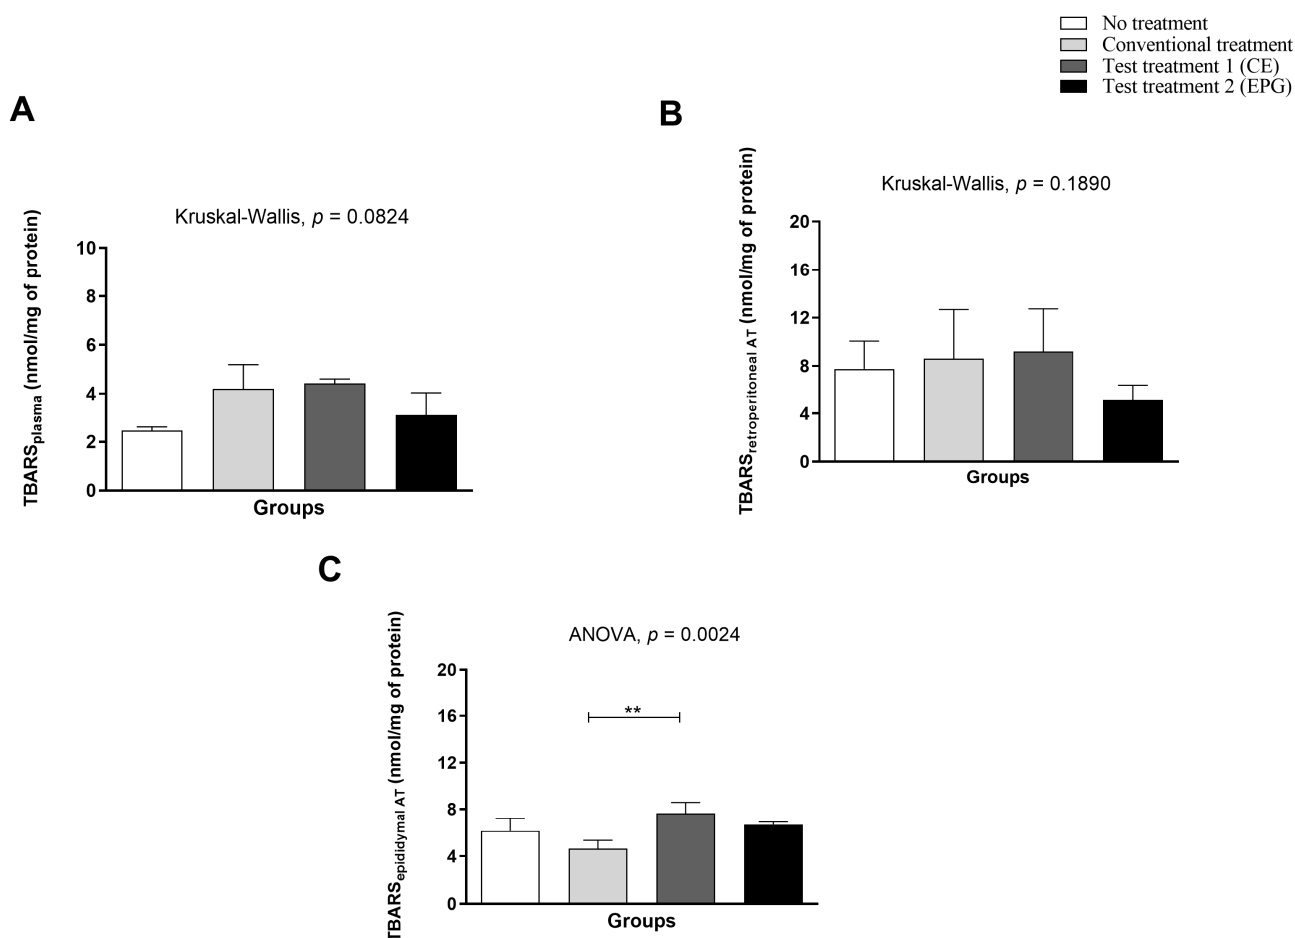 No treatment
Conventional treatment
Test treatment 1 (CE)
Test treatment 2 (EPG)
A
Kruskal-Wallis, p = 0.0824
TBARSplasma (nmol/mg of protein)
10
8
6
4
2
0
Groups
B
Kruskal-Wallis, p = 0.1890
TBARSretroperitoneal AT (nmol/mg of protein)
20
16
12
8
4
0
Groups
C
ANOVA, p = 0.0024
TBARSepididymal AT (nmol/mg of protein)
20
16
12
8
4
0
**
Groups